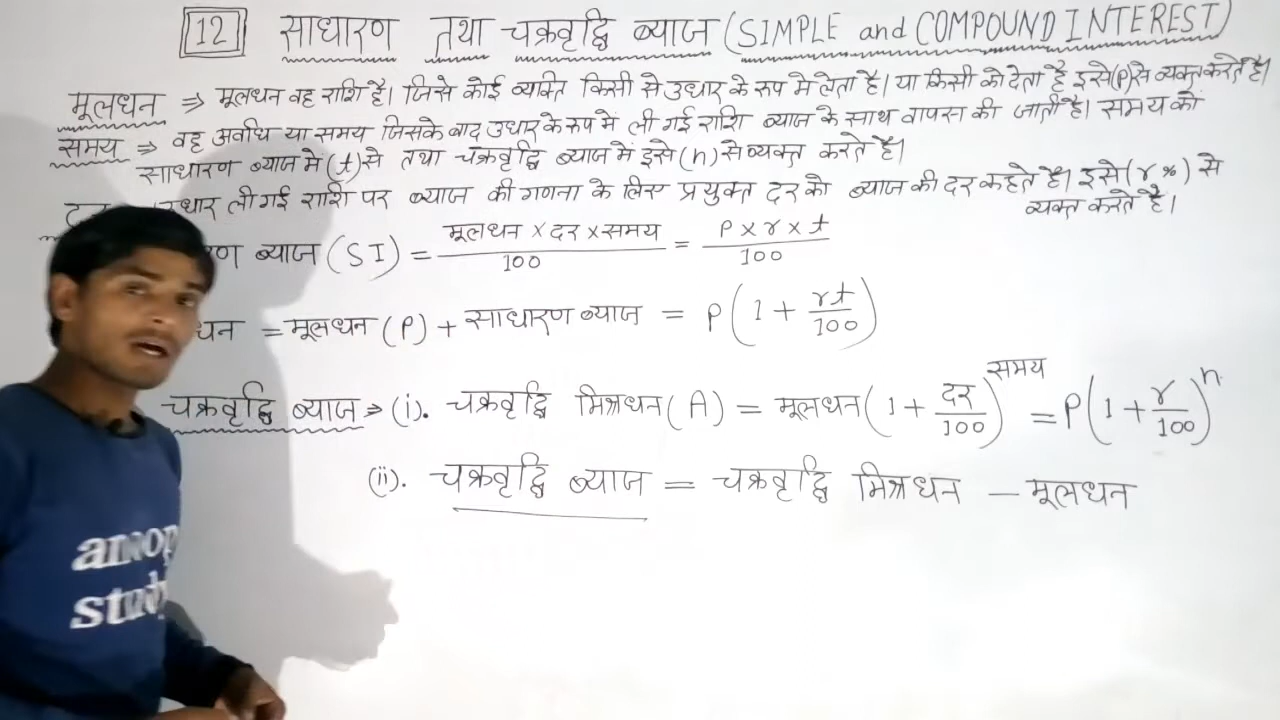 12 साधारण तथा चक्रवृद्धि ब्याज (SIMPLE and COMPOUND INTEREST)
मूलधन ⇒ मूलधन वह राशि है। जिसे कोई व्यक्ति किसी से उधार के रूप मे लेता है। या किसी को देता है इसे (P) से व्यक्त करते है।
समय ⇒ वह अवधि या समय जिसके बाद उधार के रूप मे ली गई राशि ब्याज के साथ वापस की जाती है। समय को
साधारण ब्याज मे (t) से तथा चक्रवृद्धि ब्याज में इसे (n) से व्यक्त करते है।
उधार ली गई राशि पर ब्याज की गणना के लिए प्रयुक्त दर को ब्याज की दर कहते है। इसे (r %) से
व्यक्त करते है।
रण ब्याज (SI) = मूलधन × दर × समय / 100 = P × r × t / 100
धन = मूलधन (P) + साधारण ब्याज = P(1 + rt/100)
चक्रवृद्धि ब्याज ⇒ (i). चक्रवृद्धि मिश्रधन (A) = मूलधन (1 + दर/100)^समय = P(1 + r/100)^n
(ii). चक्रवृद्धि ब्याज = चक्रवृद्धि मिश्रधन − मूलधन
anoop
study